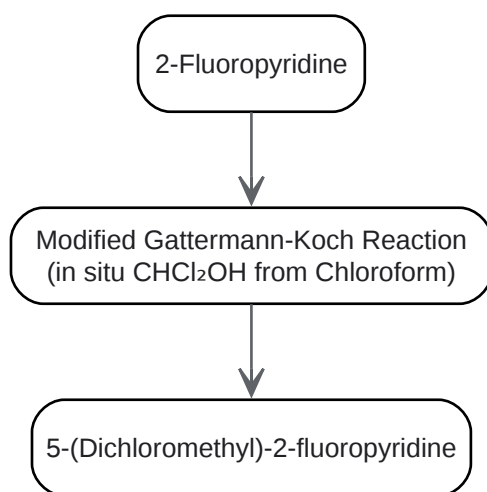 2-Fluoropyridine
Modified Gattermann-Koch Reaction
(in situ CHCl₂OH from Chloroform)
5-(Dichloromethyl)-2-fluoropyridine